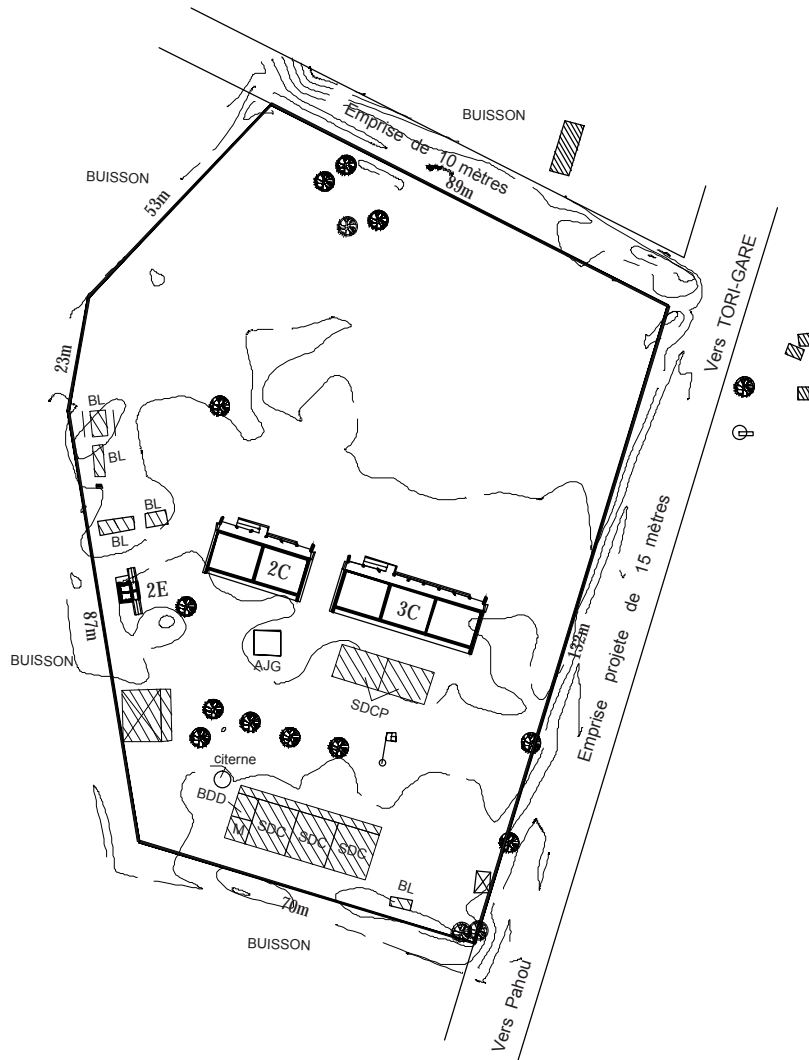 BUISSON
Emprise de 10 mètres
89m
BUISSON
53m
Vers TORI-GARE
23m
BL
BL
BL
BL
2C
3C
2E
87m
132m
Emprise projete de 15 mètres
AJG
BUISSON
SDCP
citerne
BDD
M
SDC
SDC
SDC
BL
70m
BUISSON
Vers Pahou